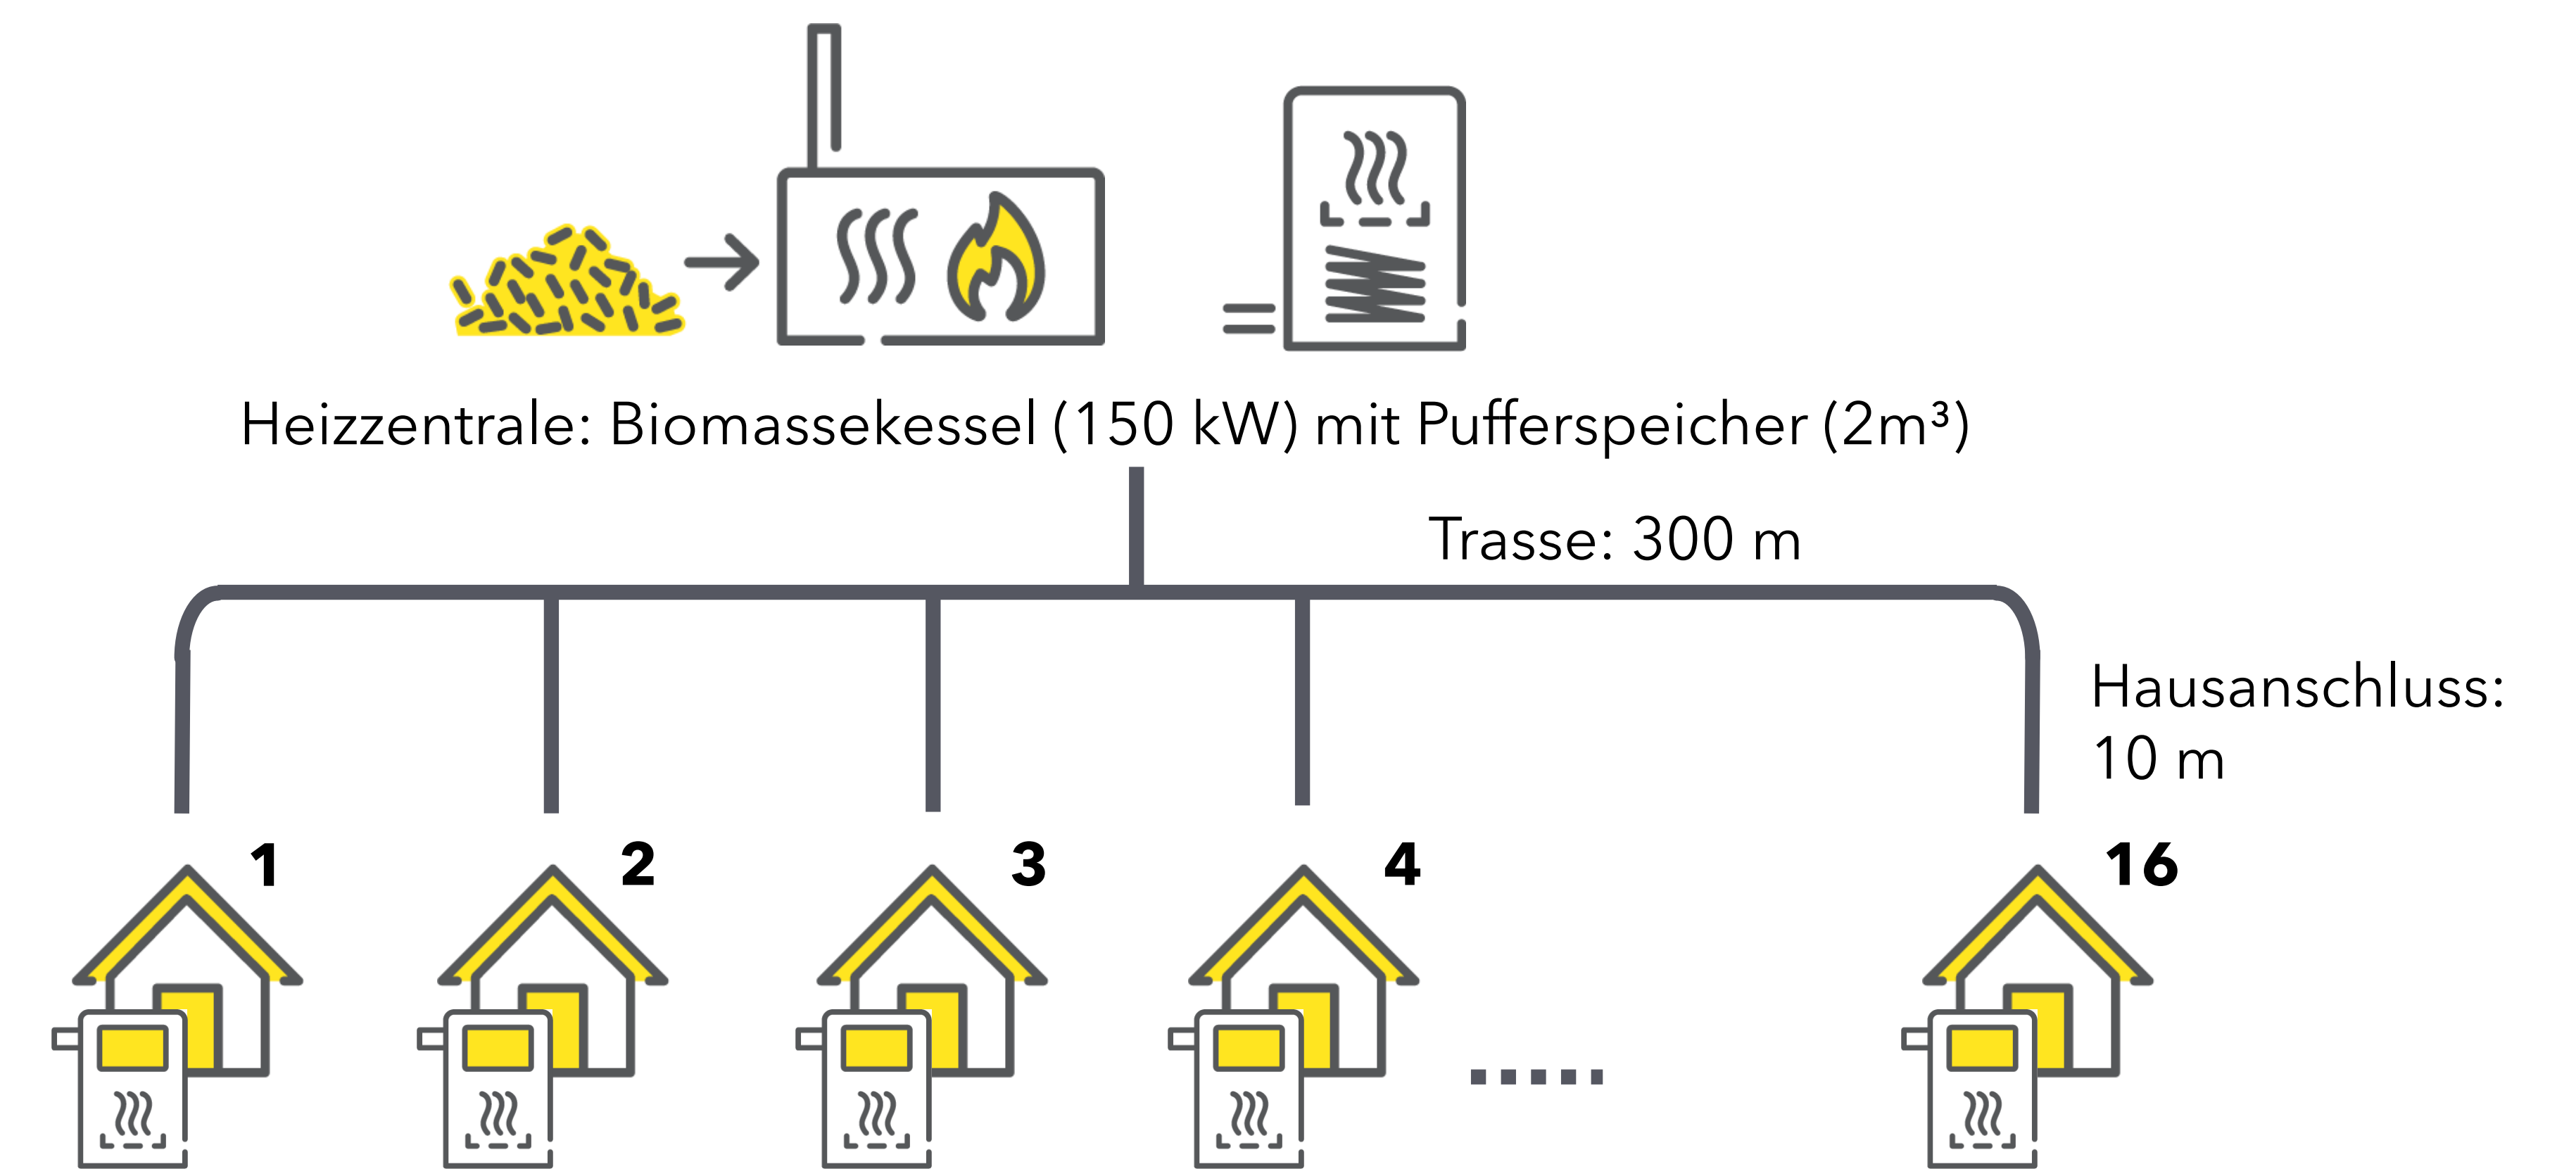 Heizzentrale: Biomassekessel (150 kW) mit Pufferspeicher (2m³)
Trasse: 300 m
Hausanschluss:
10 m
1 2 3 4 16